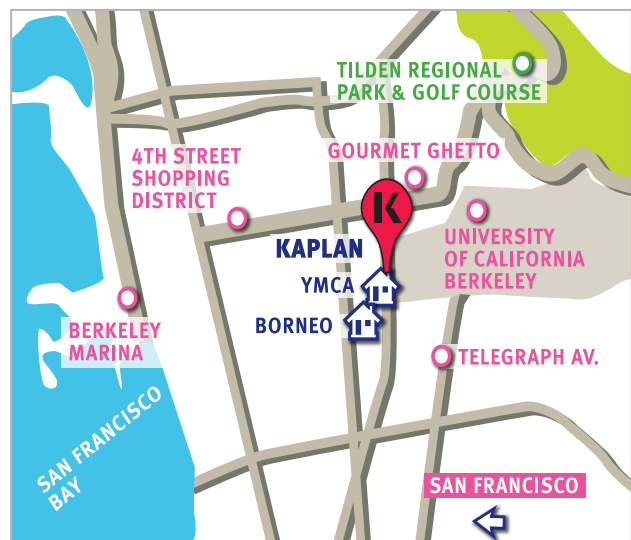 TILDEN REGIONAL
PARK & GOLF COURSE
4TH STREET
SHOPPING
DISTRICT
GOURMET GHETTO
K
KAPLAN
UNIVERSITY
OF CALIFORNIA
BERKELEY
YMCA
BORNEO
BERKELEY
MARINA
TELEGRAPH AV.
SAN FRANCISCO
BAY
SAN FRANCISCO